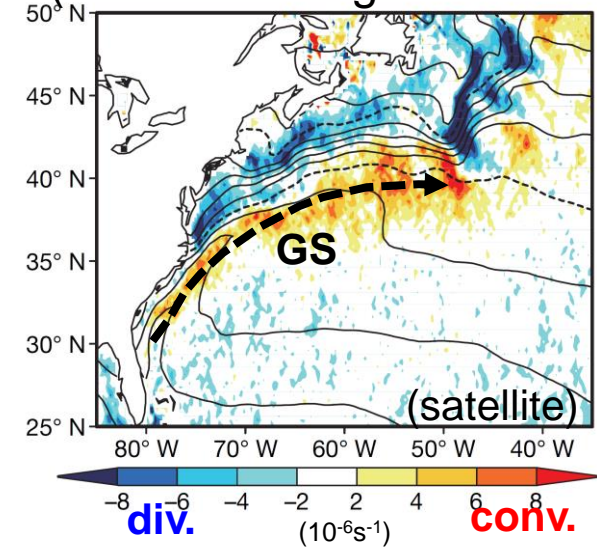 50° N
45° N
40° N
35° N
30° N
25° N
GS
(satellite)
80° W 70° W 60° W 50° W 40° W
−8 −6 −4 −2 2 4 6 8
div. (10⁻⁶s⁻¹) conv.